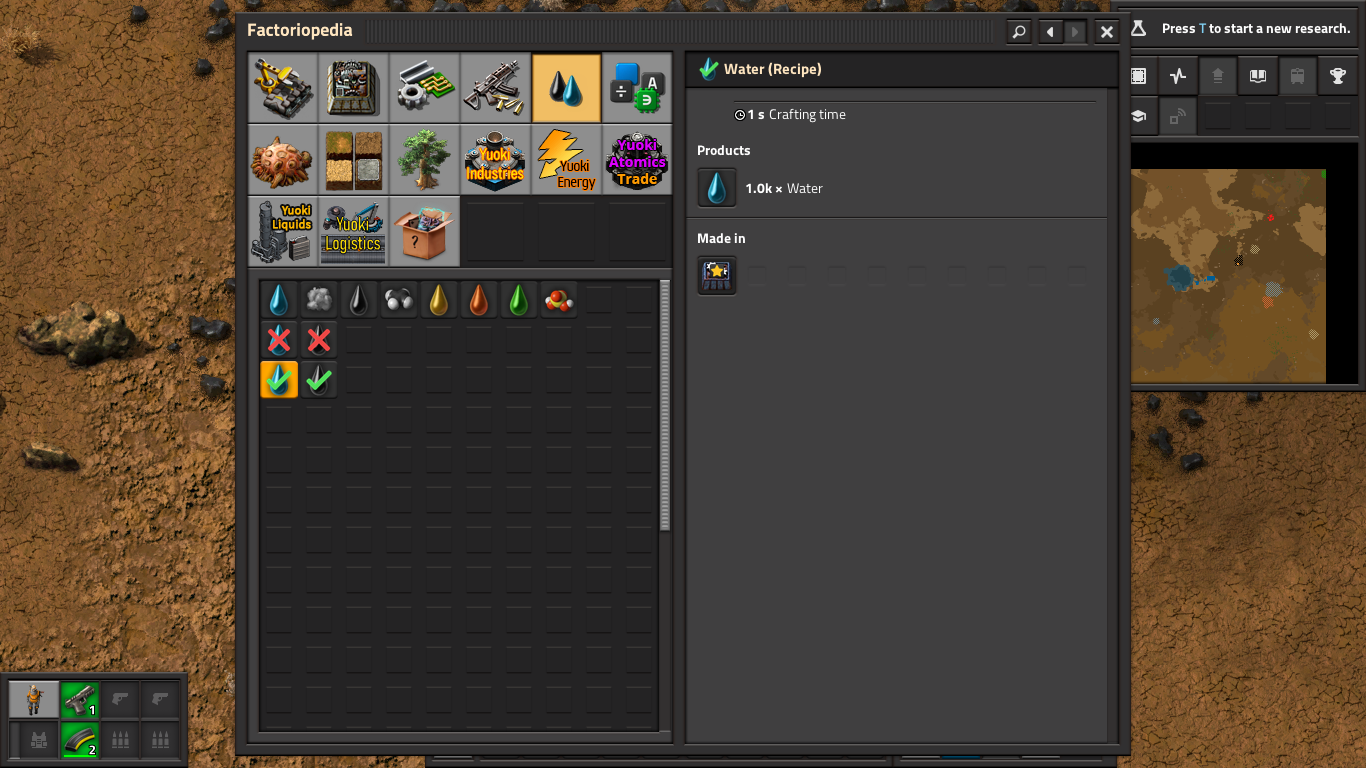 Factoriopedia
Press T to start a new research.
Water (Recipe)
1 s Crafting time
Products
1.0k × Water
Made in
A
÷
Yuoki
Industries
Yuoki
Energy
Yuoki
Atomics
Trade
Yuoki
Liquids
Yuoki
Logistics
?
1
2